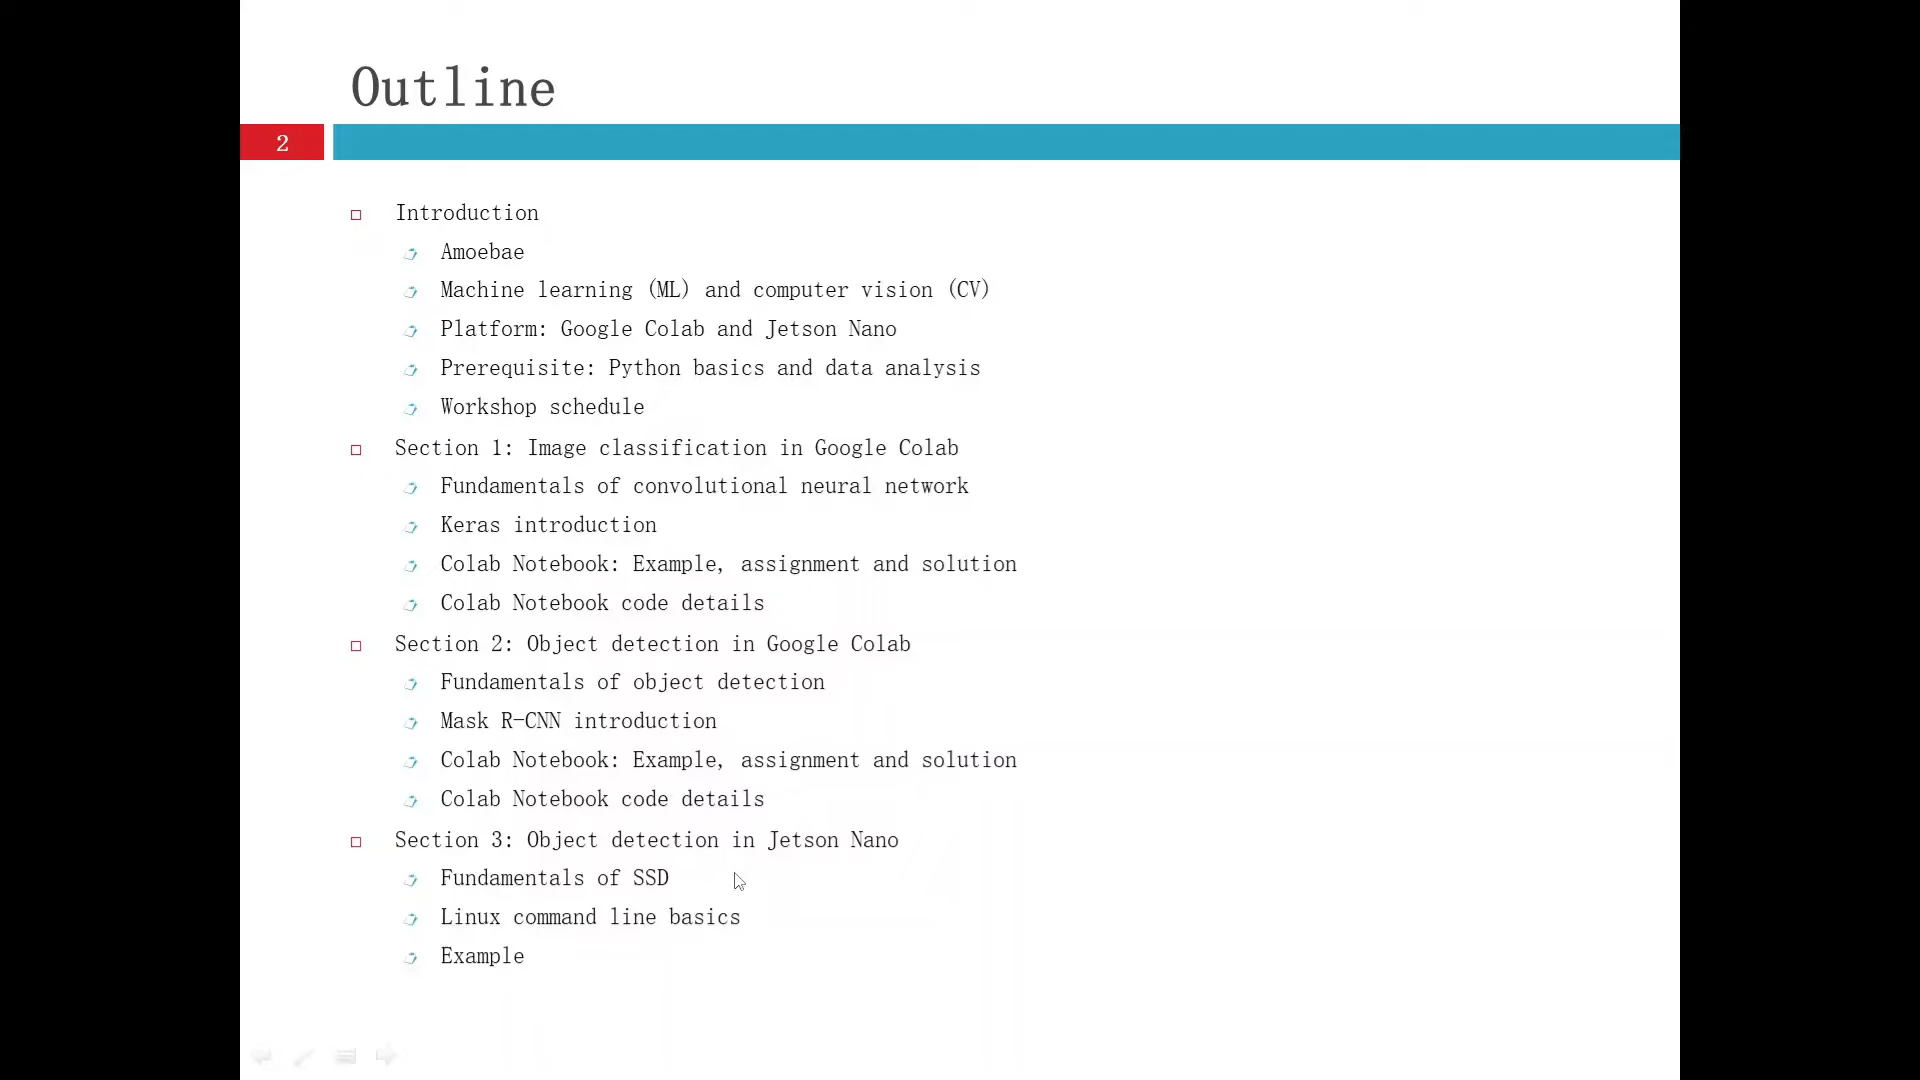 Outline
2
Introduction
Amoebae
Machine learning (ML) and computer vision (CV)
Platform: Google Colab and Jetson Nano
Prerequisite: Python basics and data analysis
Workshop schedule
Section 1: Image classification in Google Colab
Fundamentals of convolutional neural network
Keras introduction
Colab Notebook: Example, assignment and solution
Colab Notebook code details
Section 2: Object detection in Google Colab
Fundamentals of object detection
Mask R-CNN introduction
Colab Notebook: Example, assignment and solution
Colab Notebook code details
Section 3: Object detection in Jetson Nano
Fundamentals of SSD
Linux command line basics
Example